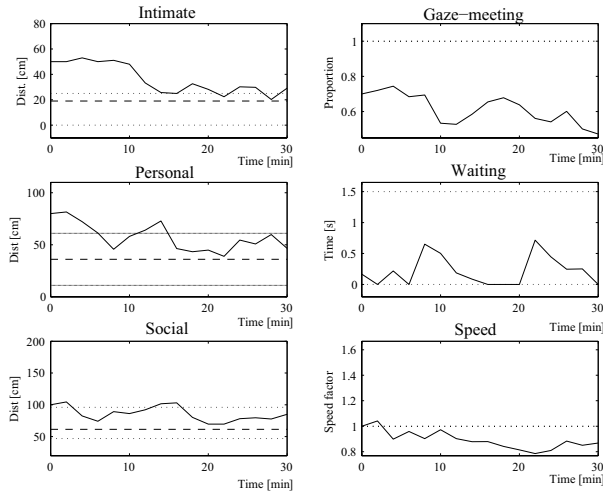 Intimate
80
60
40
20
0
Dist. [cm]
0
10
20
30
Time [min]
Gaze−meeting
1
0.8
0.6
Proportion
0
10
20
30
Time [min]
Personal
100
50
0
Dist [cm]
0
10
20
30
Time [min]
Waiting
1.5
1
0.5
0
Time [s]
0
10
20
30
Time [min]
Social
200
150
100
50
Dist [cm]
0
10
20
30
Time [min]
Speed
1.6
1.4
1.2
1
0.8
Speed factor
0
10
20
30
Time [min]